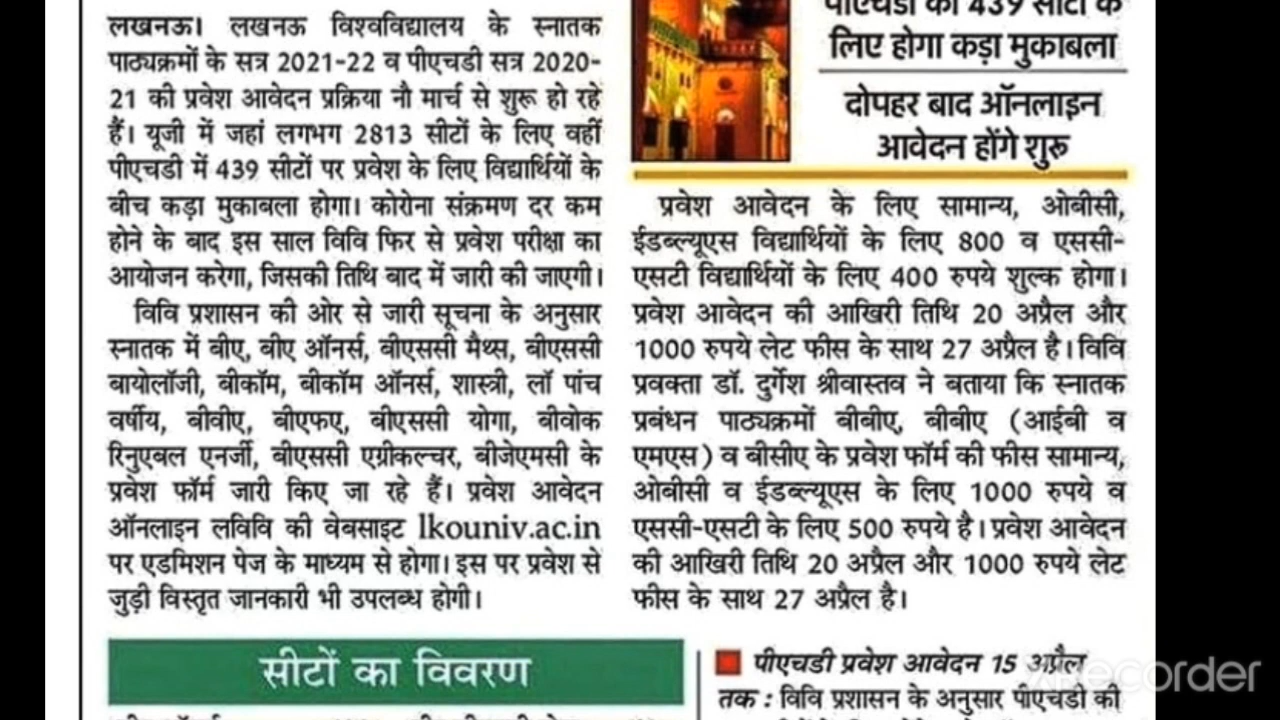 लखनऊ। लखनऊ विश्वविद्यालय के स्नातक
पाठ्यक्रमों के सत्र 2021-22 व पीएचडी सत्र 2020-
21 की प्रवेश आवेदन प्रक्रिया नौ मार्च से शुरू हो रहे
हैं। यूजी में जहां लगभग 2813 सीटों के लिए वहीं
पीएचडी में 439 सीटों पर प्रवेश के लिए विद्यार्थियों के
बीच कड़ा मुकाबला होगा। कोरोना संक्रमण दर कम
होने के बाद इस साल विवि फिर से प्रवेश परीक्षा का
आयोजन करेगा, जिसकी तिथि बाद में जारी की जाएगी।
विवि प्रशासन की ओर से जारी सूचना के अनुसार
स्नातक में बीए, बीए ऑनर्स, बीएससी मैथ्स, बीएससी
बायोलॉजी, बीकॉम, बीकॉम ऑनर्स, शास्त्री, लॉ पांच
वर्षीय, बीवीए, बीएफए, बीएससी योगा, बीवोक
रिनुएबल एनर्जी, बीएससी एग्रीकल्चर, बीजेएमसी के
प्रवेश फॉर्म जारी किए जा रहे हैं। प्रवेश आवेदन
ऑनलाइन लविवि की वेबसाइट lkouniv.ac.in
पर एडमिशन पेज के माध्यम से होगा। इस पर प्रवेश से
जुड़ी विस्तृत जानकारी भी उपलब्ध होगी।
पीएचडी की 439 सीटों के
लिए होगा कड़ा मुकाबला
दोपहर बाद ऑनलाइन
आवेदन होंगे शुरू
प्रवेश आवेदन के लिए सामान्य, ओबीसी,
ईडब्ल्यूएस विद्यार्थियों के लिए 800 व एससी-
एसटी विद्यार्थियों के लिए 400 रुपये शुल्क होगा।
प्रवेश आवेदन की आखिरी तिथि 20 अप्रैल और
1000 रुपये लेट फीस के साथ 27 अप्रैल है। विवि
प्रवक्ता डॉ. दुर्गेश श्रीवास्तव ने बताया कि स्नातक
प्रबंधन पाठ्यक्रमों बीबीए, बीबीए (आईबी व
एमएस) व बीसीए के प्रवेश फॉर्म की फीस सामान्य,
ओबीसी व ईडब्ल्यूएस के लिए 1000 रुपये व
एससी-एसटी के लिए 500 रुपये है। प्रवेश आवेदन
की आखिरी तिथि 20 अप्रैल और 1000 रुपये लेट
फीस के साथ 27 अप्रैल है।
सीटों का विवरण
पीएचडी प्रवेश आवेदन 15 अप्रैल
तक : विवि प्रशासन के अनुसार पीएचडी की
Recorder